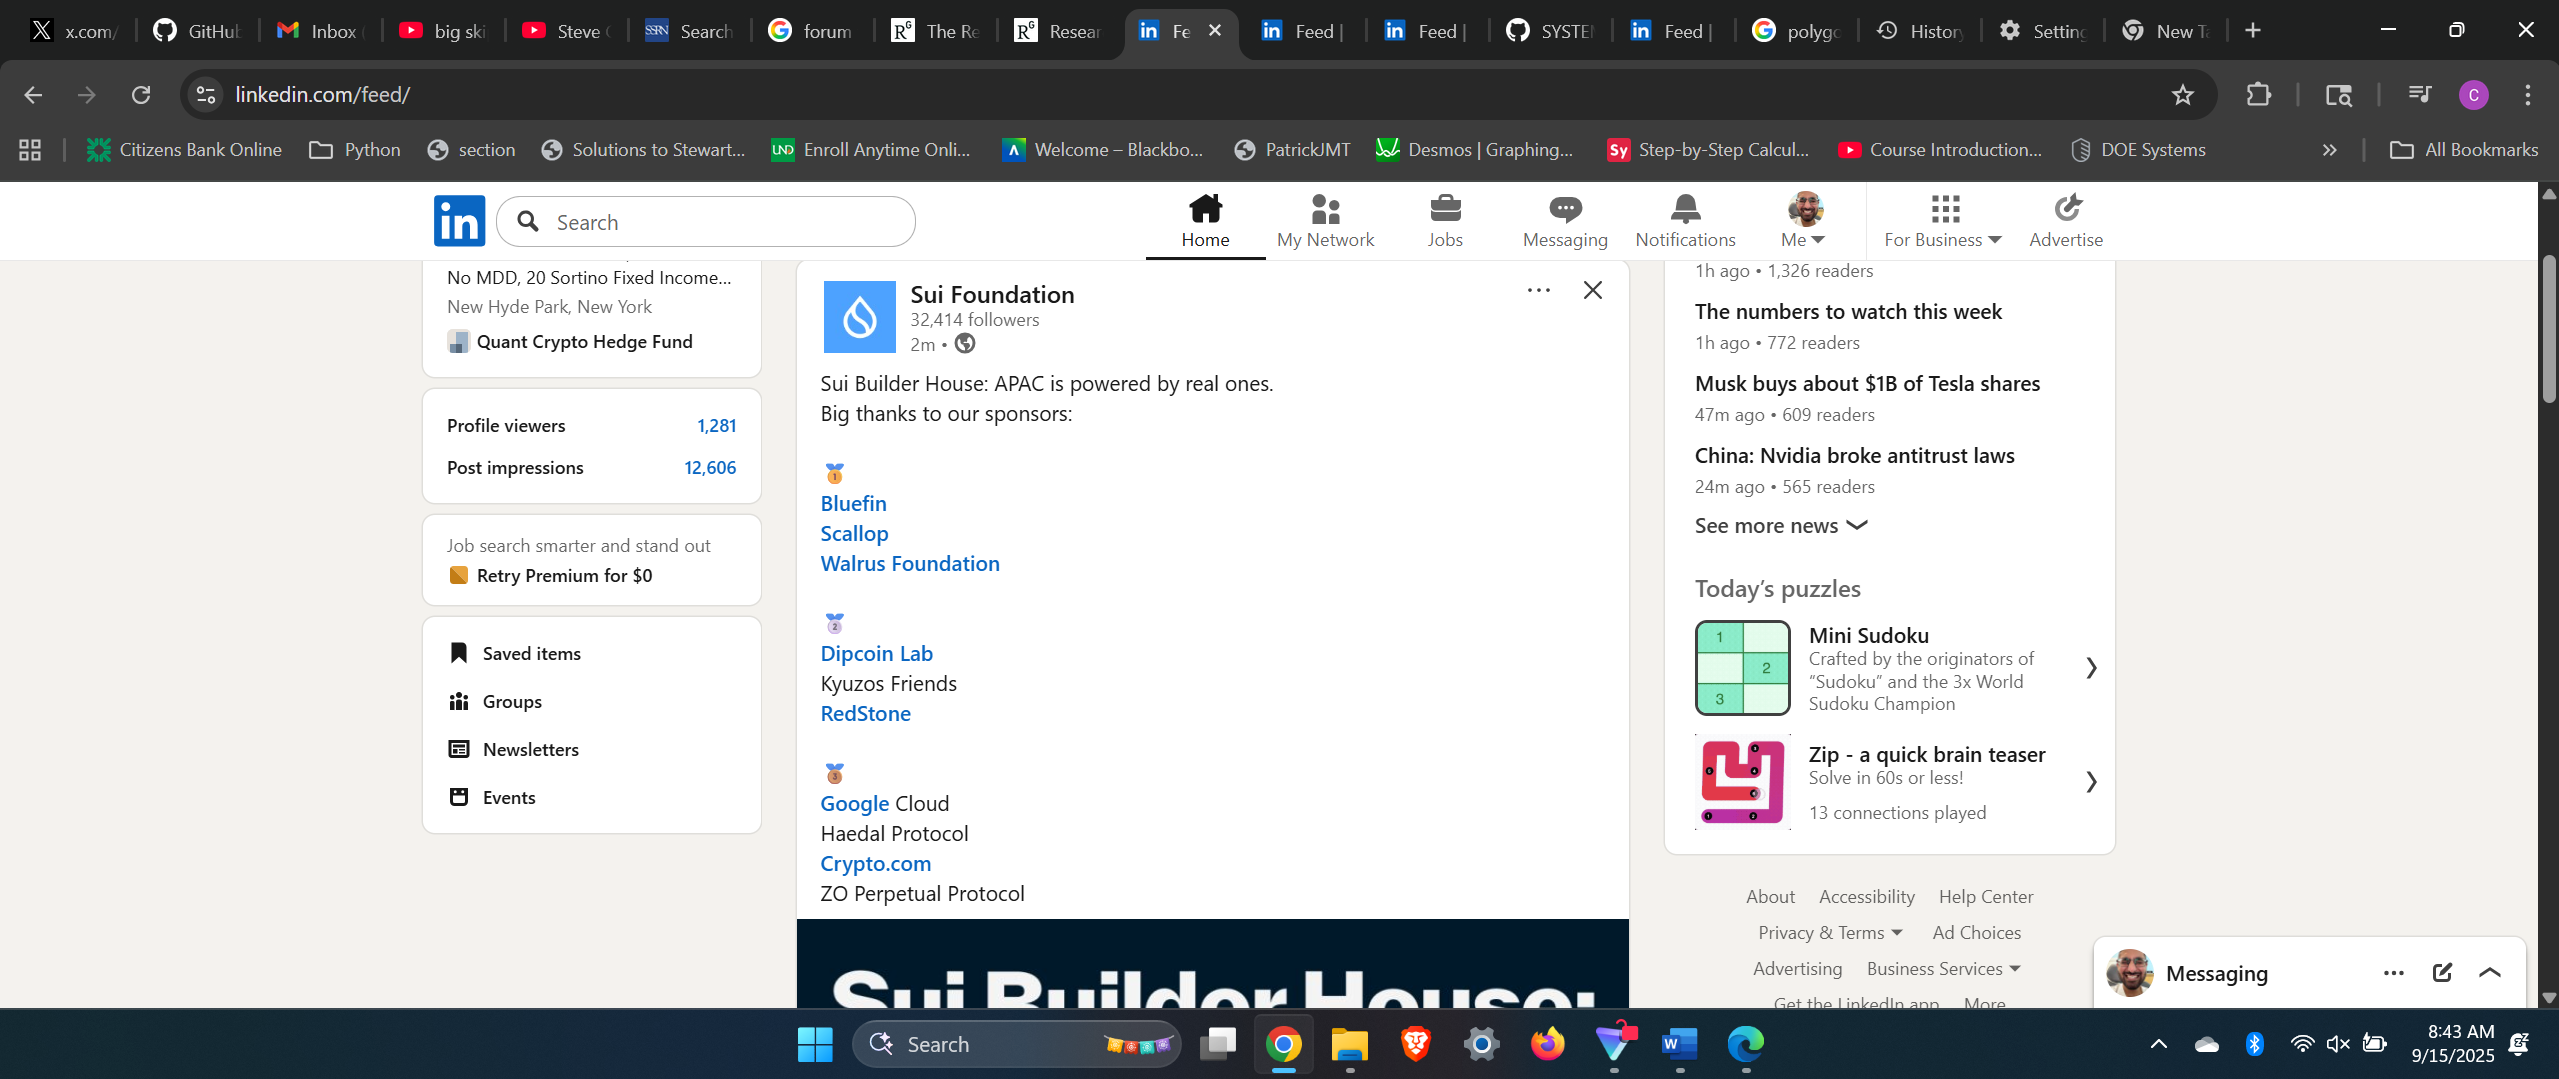 x.com/
GitHub
Inbox
big ski
Steve
Search
forum
The Re
Resear
Fe
Feed |
Feed |
SYSTE
Feed |
polygo
History
Setting
New Ta
linkedin.com/feed/
C
Citizens Bank Online
Python
section
Solutions to Stewart...
Enroll Anytime Onli...
Welcome – Blackbo...
PatrickJMT
Desmos | Graphing...
Step-by-Step Calcul...
Course Introduction...
DOE Systems
All Bookmarks
in
Search
Home
My Network
Jobs
Messaging
Notifications
Me
For Business
Advertise
No MDD, 20 Sortino Fixed Income...
New Hyde Park, New York
Quant Crypto Hedge Fund
Profile viewers 1,281
Post impressions 12,606
Job search smarter and stand out
Retry Premium for $0
Saved items
Groups
Newsletters
Events
Sui Foundation
32,414 followers
2m •
Sui Builder House: APAC is powered by real ones.
Big thanks to our sponsors:
🥇
Bluefin
Scallop
Walrus Foundation
🥈
Dipcoin Lab
Kyuzos Friends
RedStone
🥉
Google Cloud
Haedal Protocol
Crypto.com
ZO Perpetual Protocol
Sui Builder House:
1h ago • 1,326 readers
The numbers to watch this week
1h ago • 772 readers
Musk buys about $1B of Tesla shares
47m ago • 609 readers
China: Nvidia broke antitrust laws
24m ago • 565 readers
See more news
Today's puzzles
1
2
3
Mini Sudoku
Crafted by the originators of
“Sudoku” and the 3x World
Sudoku Champion
Zip - a quick brain teaser
Solve in 60s or less!
13 connections played
About Accessibility Help Center
Privacy & Terms Ad Choices
Advertising Business Services
Get the LinkedIn app More
Messaging
Search
8:43 AM
9/15/2025